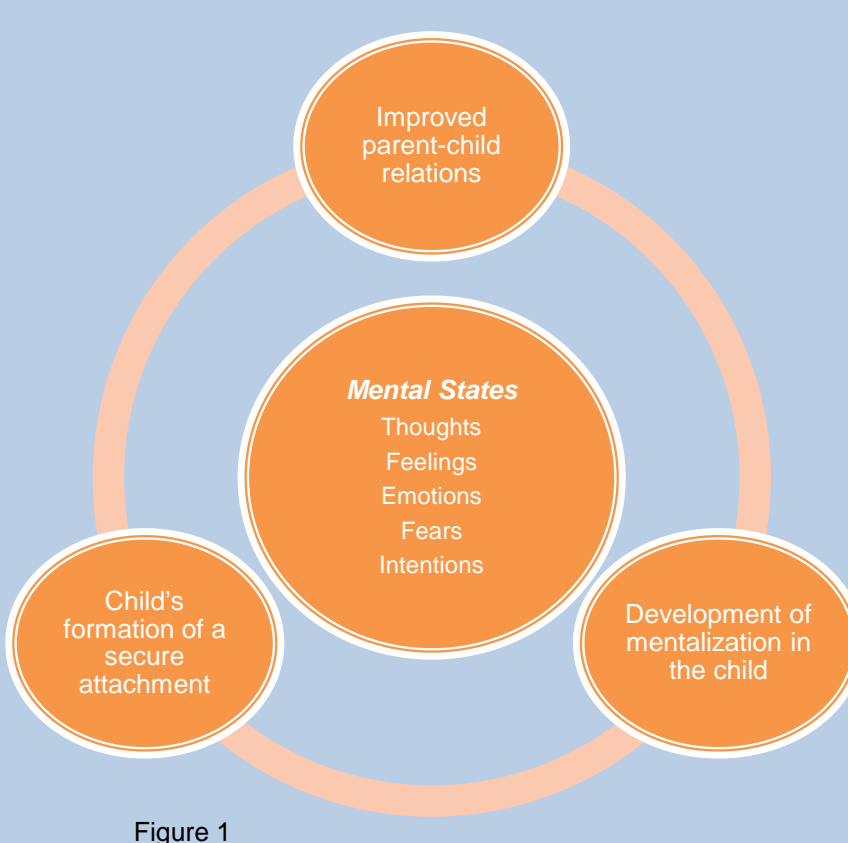 Improved
parent-child
relations
Mental States
Thoughts
Feelings
Emotions
Fears
Intentions
Child’s
formation of a
secure
attachment
Development of
mentalization in
the child
Figure 1